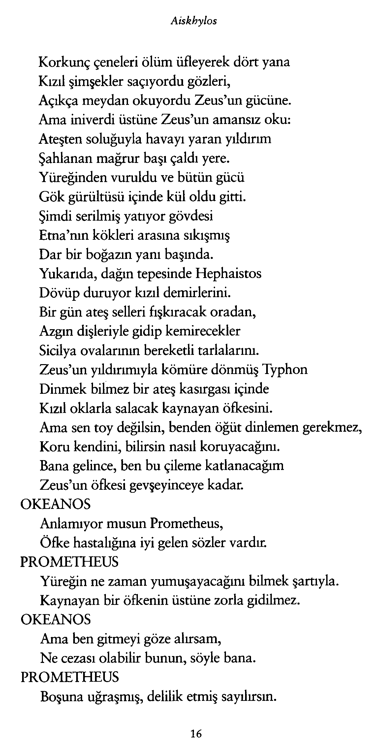 Aiskhylos
Korkunç çeneleri ölüm üfleyerek dört yana
Kızıl şimşekler saçıyordu gözleri,
Açıkça meydan okuyordu Zeus'un gücüne.
Ama iniverdi üstüne Zeus'un amansız oku:
Ateşten soluğuyla havayı yaran yıldırım
Şahlanan mağrur başı çaldı yere.
Yüreğinden vuruldu ve bütün gücü
Gök gürültüsü içinde kül oldu gitti.
Şimdi serilmiş yatıyor gövdesi
Etna'nın kökleri arasına sıkışmış
Dar bir boğazın yanı başında.
Yukarıda, dağın tepesinde Hephaistos
Dövüp duruyor kızıl demirlerini.
Bir gün ateş selleri fışkıracak oradan,
Azgın dişleriyle gidip kemirecekler
Sicilya ovalarının bereketli tarlalarını.
Zeus'un yıldırımıyla kömüre dönmüş Typhon
Dinmek bilmez bir ateş kasırgası içinde
Kızıl oklarla salacak kaynayan öfkesini.
Ama sen toy değilsin, benden öğüt dinlemen gerekmez,
Koru kendini, bilirsin nasıl koruyacağını.
Bana gelince, ben bu çileme katlanacağım
Zeus'un öfkesi gevşeyinceye kadar.
OKEANOS
Anlamıyor musun Prometheus,
Öfke hastalığına iyi gelen sözler vardır.
PROMETHEUS
Yüreğin ne zaman yumuşayacağını bilmek şartıyla.
Kaynayan bir öfkenin üstüne zorla gidilmez.
OKEANOS
Ama ben gitmeyi göze alırsam,
Ne cezası olabilir bunun, söyle bana.
PROMETHEUS
Boşuna uğraşmış, delilik etmiş sayılırsın.
16